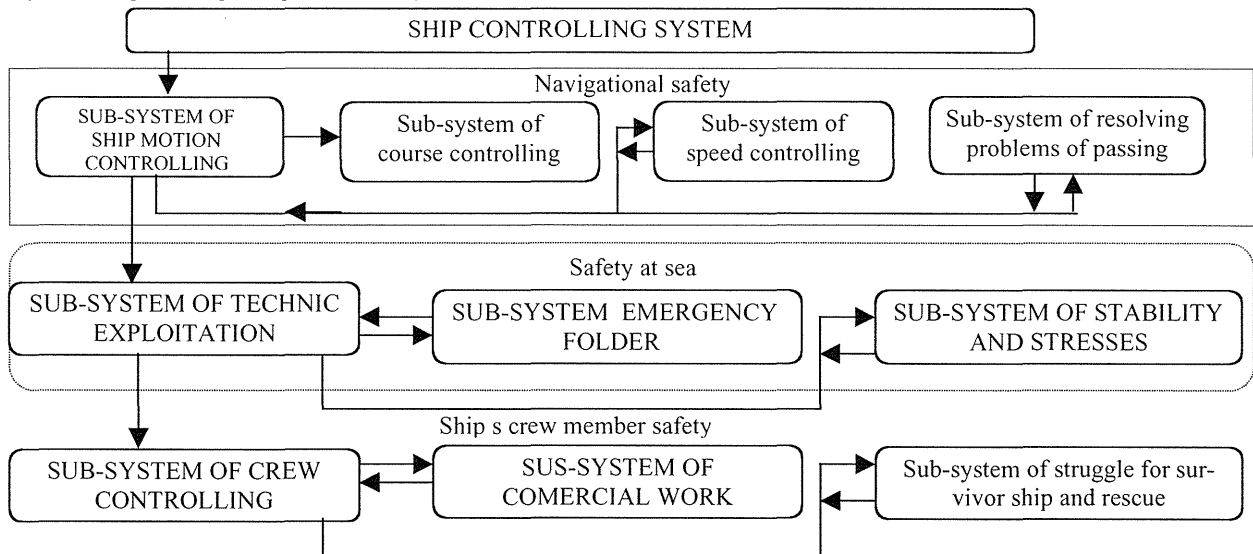 SHIP CONTROLLING SYSTEM
Navigational safety
SUB-SYSTEM OF
SHIP MOTION
CONTROLLING
Sub-system of
course controlling
Sub-system of
speed controlling
Sub-system of resolving
problems of passing
Safety at sea
SUB-SYSTEM OF TECHNIC
EXPLOITATION
SUB-SYSTEM EMERGENCY
FOLDER
SUB-SYSTEM OF STABILITY
AND STRESSES
Ship s crew member safety
SUB-SYSTEM OF CREW
CONTROLLING
SUS-SYSTEM OF
COMERCIAL WORK
Sub-system of struggle for sur-
vivor ship and rescue